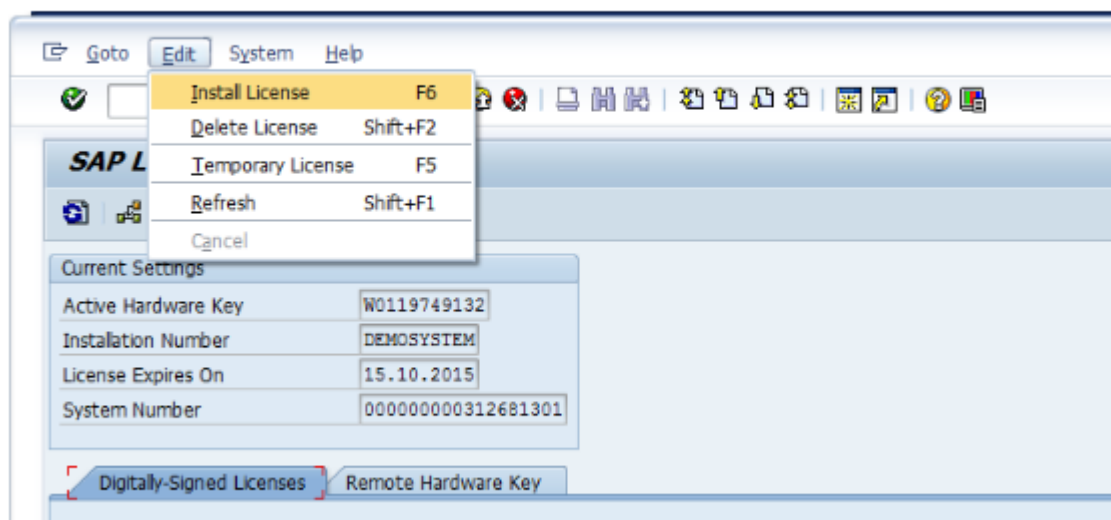 Goto Edit System Help
Install License F6
Delete License Shift+F2
SAP L
Temporary License F5
Refresh Shift+F1
Cancel
Current Settings
Active Hardware Key W0119749132
Installation Number DEMOSYSTEM
License Expires On 15.10.2015
System Number 000000000312681301
Digitally-Signed Licenses Remote Hardware Key